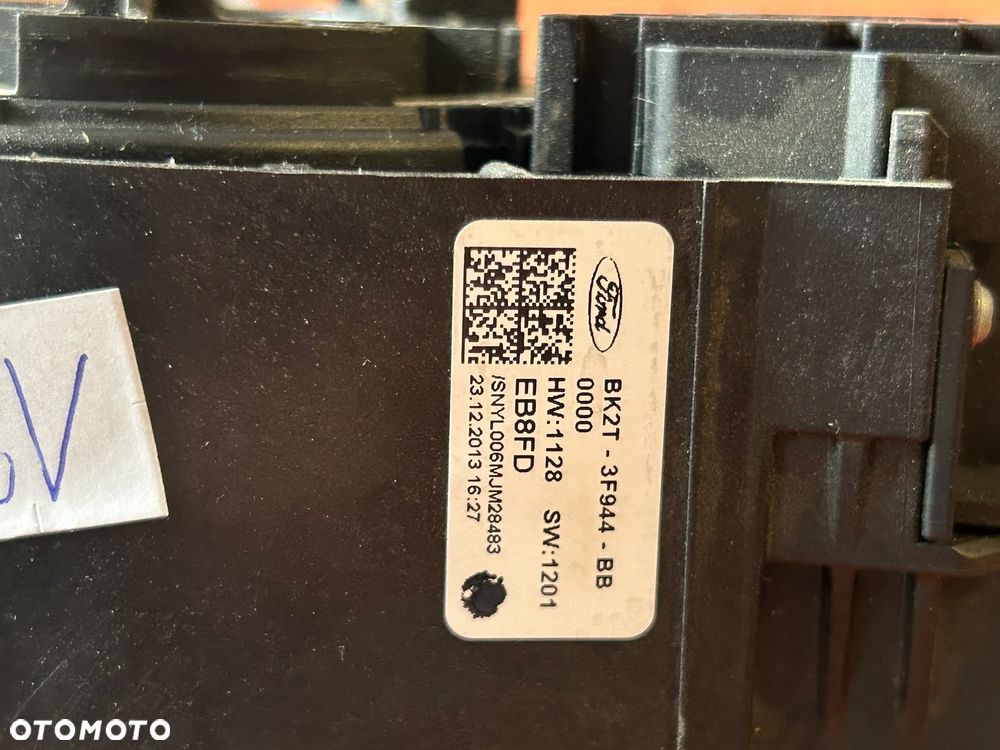 Ford
BK2T - 3F944 - BB
0000
HW:1128 SW:1201
EB8FD
/SNYL006MJM28483
23.12.2013 16:27
V
OTOMOTO